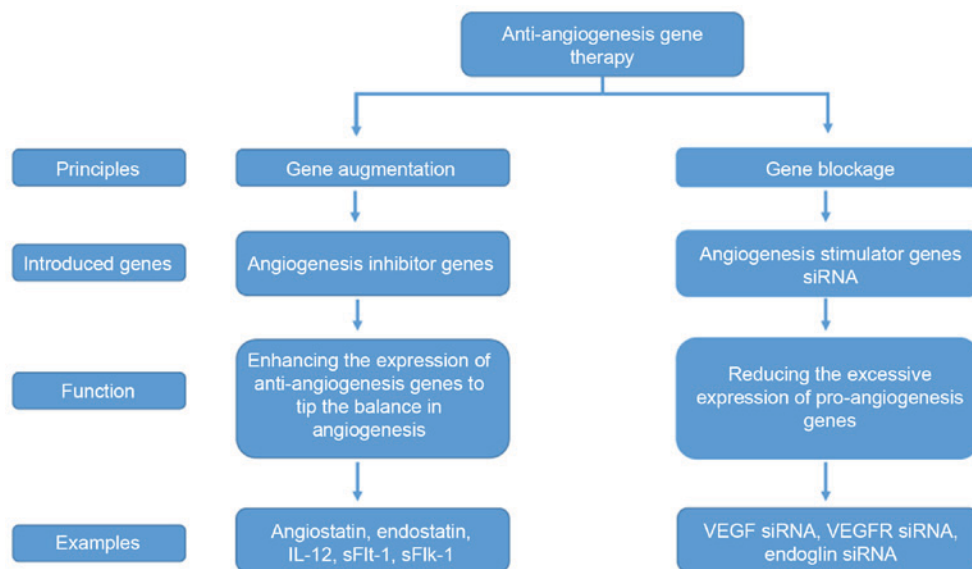 Anti-angiogenesis gene
therapy
Principles
Gene augmentation
Gene blockage
Introduced genes
Angiogenesis inhibitor genes
Angiogenesis stimulator genes
siRNA
Function
Enhancing the expression of
anti-angiogenesis genes to
tip the balance in
angiogenesis
Reducing the excessive
expression of pro-angiogenesis
genes
Examples
Angiostatin, endostatin,
IL-12, sFlt-1, sFlk-1
VEGF siRNA, VEGFR siRNA,
endoglin siRNA